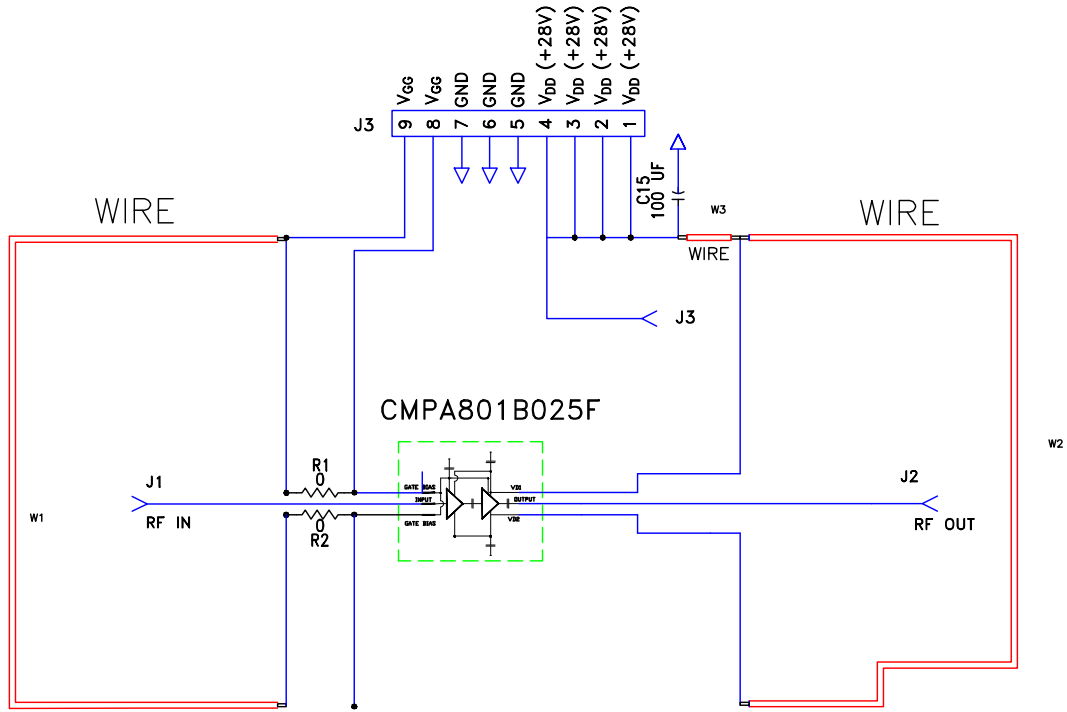 VDD (+28V)
VDD (+28V)
VDD (+28V)
VDD (+28V)
VGG
VGG
GND
GND
GND
J3
9
8
7
6
5
4
3
2
1
C15
100 UF
W3
WIRE
WIRE
WIRE
J3
CMPA801B025F
W2
R1
0
J1
RF IN
GATE BIAS
INPUT
GATE BIAS
VD1
OUTPUT
VD2
J2
RF OUT
W1
0
R2